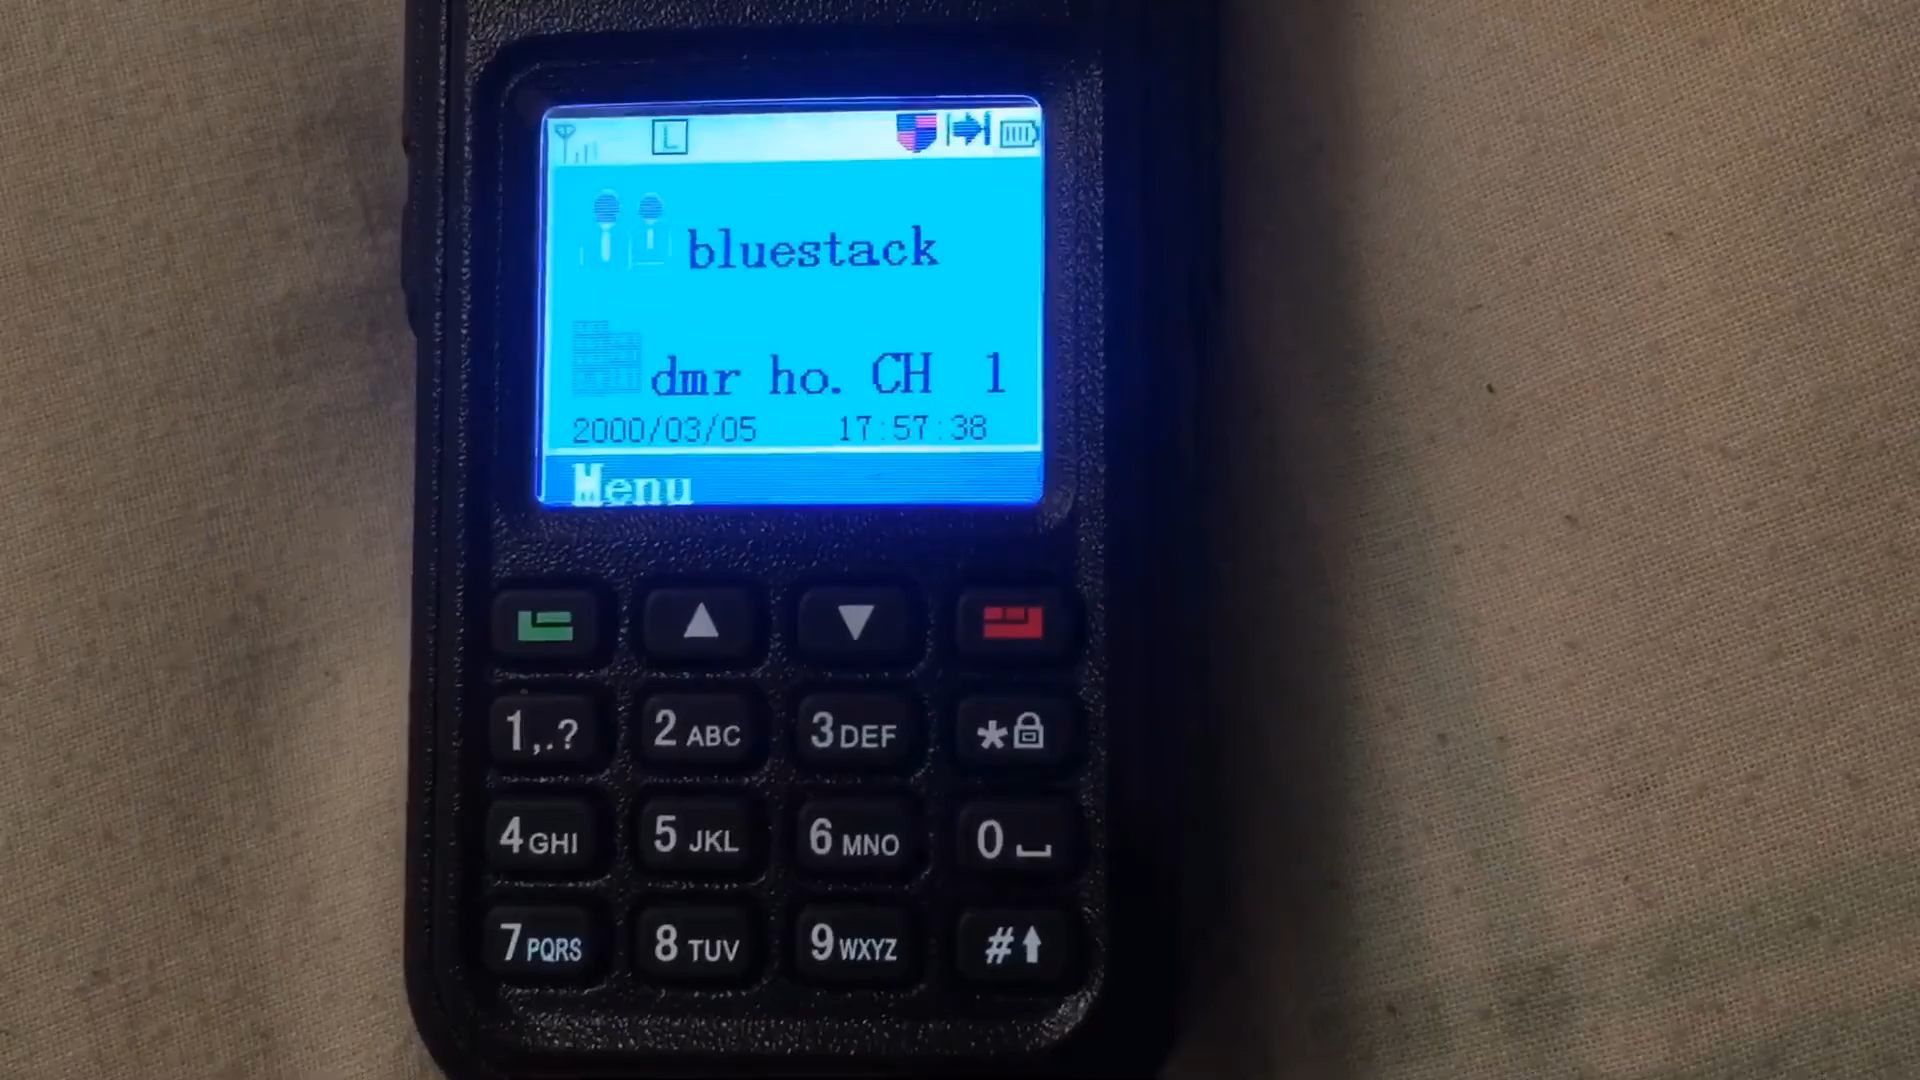 L
bluestack
dmr ho. CH 1
2000/03/05 17:57:38
Menu
1,.? 2 ABC 3 DEF *
4 GHI 5 JKL 6 MNO 0
7 PQRS 8 TUV 9 WXYZ #